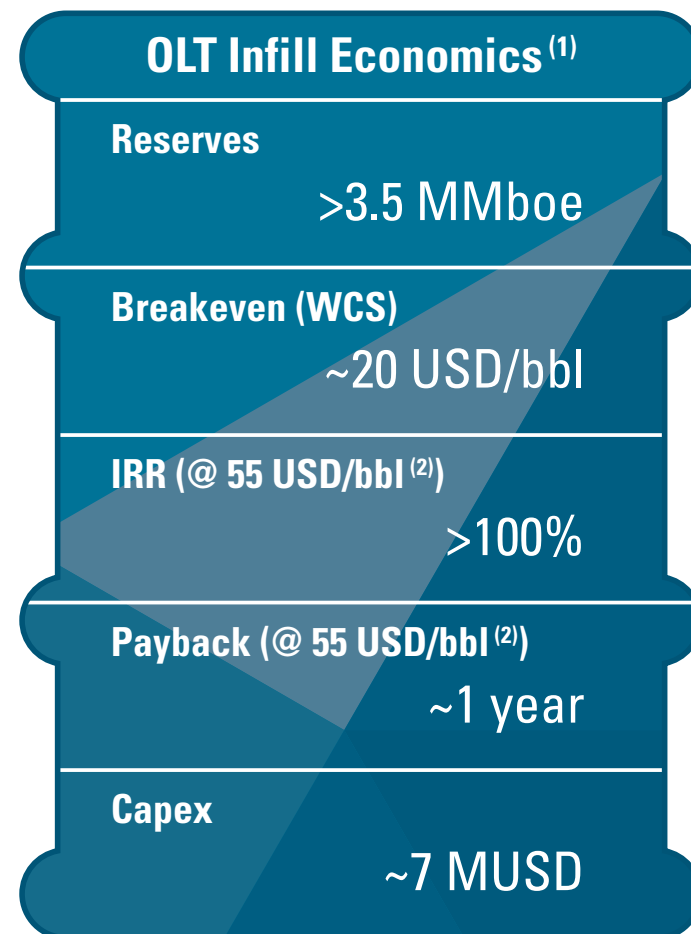 OLT Infill Economics (1)
Reserves
>3.5 MMboe
Breakeven (WCS)
~20 USD/bbl
IRR (@ 55 USD/bbl (2))
>100%
Payback (@ 55 USD/bbl (2))
~1 year
Capex
~7 MUSD